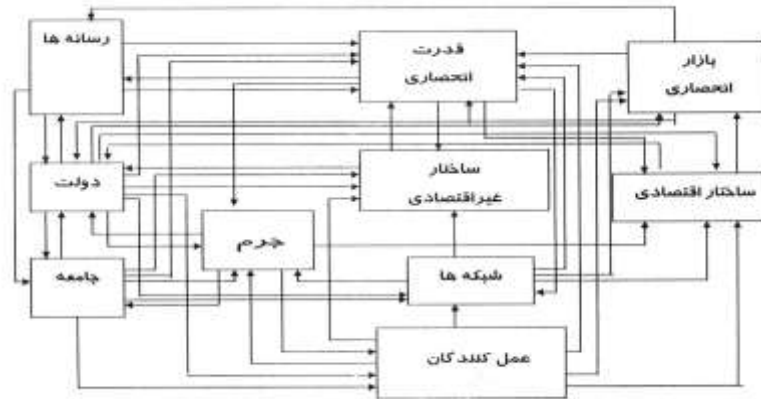 رسانه ها
قدرت
انحصاری
بازار
انحصاری
دولت
ساختار
غیراقتصادی
ساختار اقتصادی
جرم
جامعه
شبکه ها
عمل کنندگان